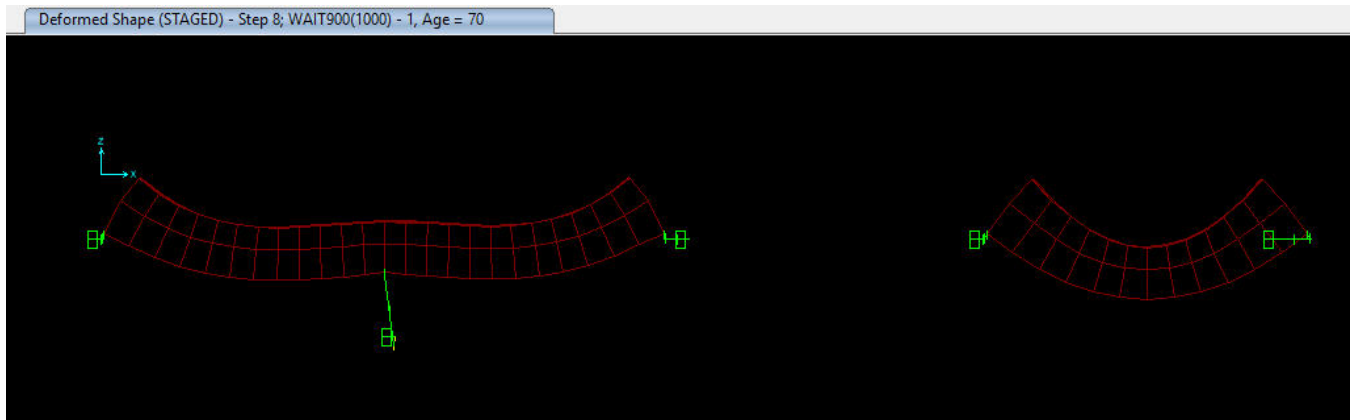 Deformed Shape (STAGED) - Step 8; WAIT900(1000) - 1, Age = 70
z
x